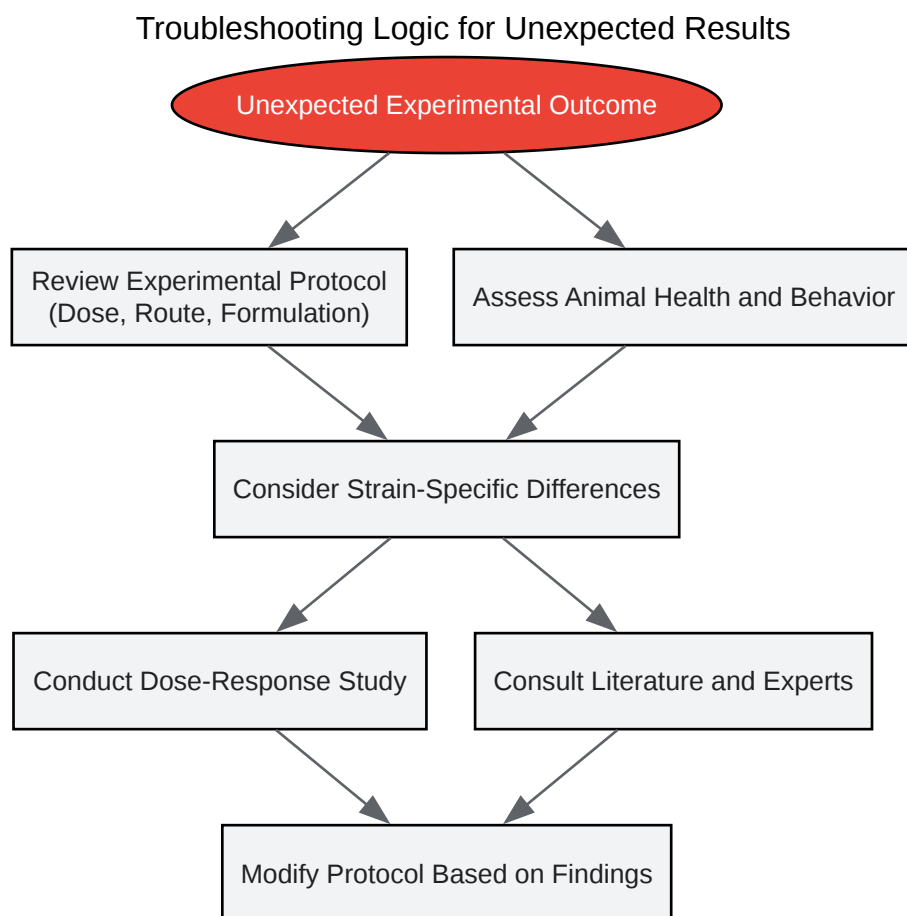 Troubleshooting Logic for Unexpected Results
Unexpected Experimental Outcome
Review Experimental Protocol
(Dose, Route, Formulation)
Assess Animal Health and Behavior
Consider Strain-Specific Differences
Conduct Dose-Response Study
Consult Literature and Experts
Modify Protocol Based on Findings